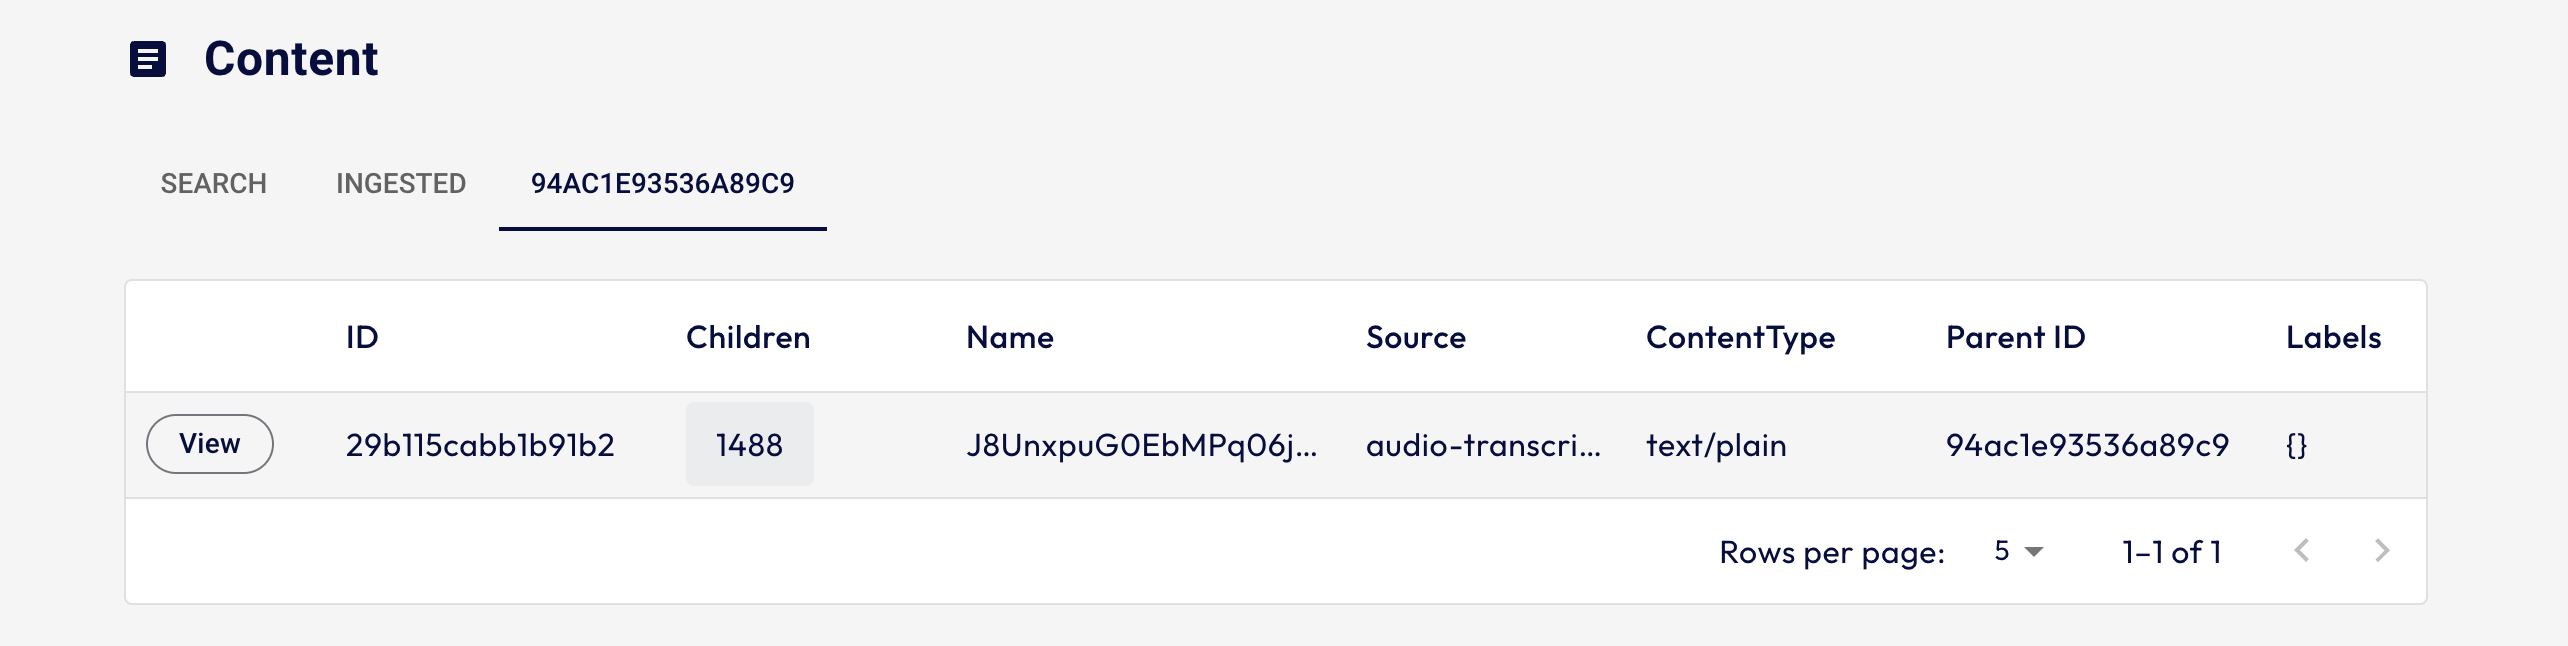 Content
SEARCH INGESTED 94AC1E93536A89C9
ID Children Name Source ContentType Parent ID Labels
View 29b115cabb1b91b2 1488 J8UnxpuG0EbMPq06j... audio-transcri... text/plain 94ac1e93536a89c9 {}
Rows per page: 5 1–1 of 1